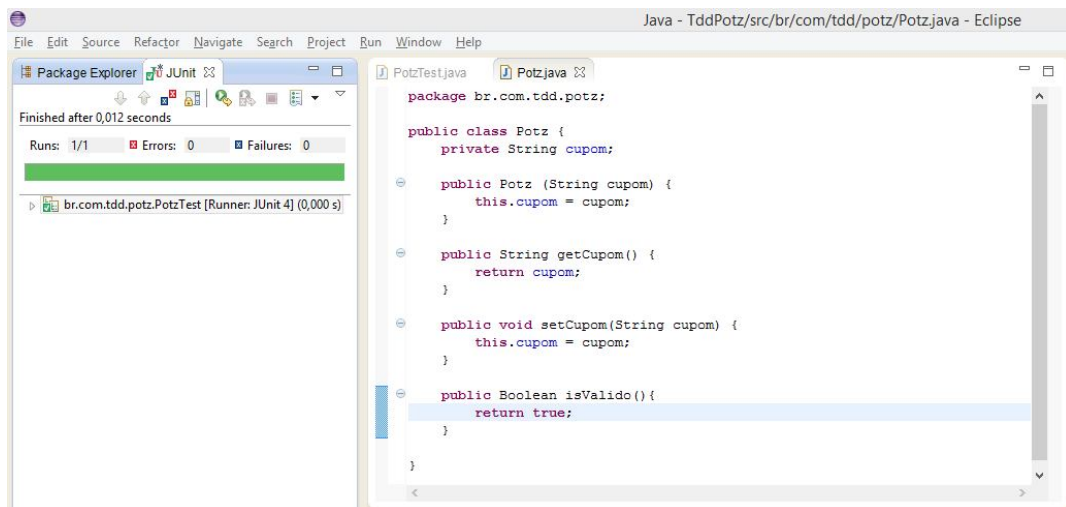 Java - TddPotz/src/br/com/tdd/potz/Potz.java - Eclipse
File Edit Source Refactor Navigate Search Project Run Window Help
Package Explorer JUnit
Finished after 0,012 seconds
Runs: 1/1 Errors: 0 Failures: 0
br.com.tdd.potz.PotzTest [Runner: JUnit 4] (0,000 s)
PotzTest.java Potz.java
package br.com.tdd.potz;
public class Potz {
private String cupom;
public Potz (String cupom) {
this.cupom = cupom;
}
public String getCupom() {
return cupom;
}
public void setCupom(String cupom) {
this.cupom = cupom;
}
public Boolean isValido(){
return true;
}
}